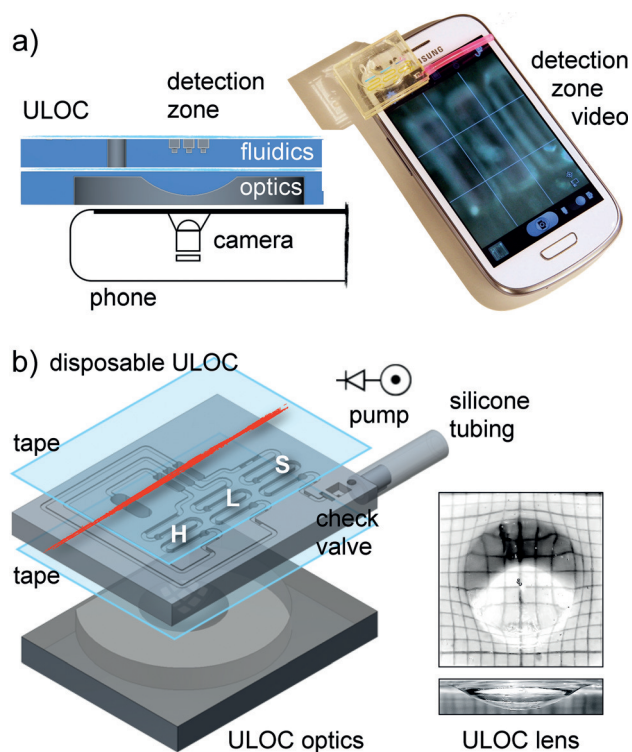 a)
ULOC
detection
zone
fluidics
optics
camera
phone
SAMSUNG
detection
zone
video
b)
disposable ULOC
tape
pump
silicone
tubing
S
L
H
check
valve
tape
ULOC optics
ULOC lens